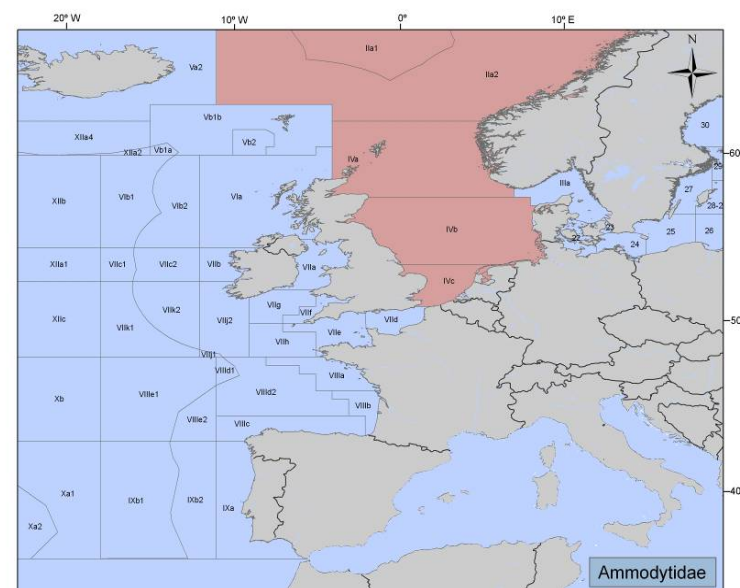 20° W 10° W 0° 10° E
IIa1
Va2
IIa2
N
Vb1b
30
XIIa4
Vb2
XIIa2 Vb1a
IVa
60
29
IIIa
27
28-2
XIIb VIb1 VIb2 VIa
IVb
22 23 24 25 26
XIIa1 VIIc1 VIIc2 VIIb VIIa
IVc
XIIc VIIk1 VIIk2 VIIj2 VIIg VIIf
VIIh VIIe VIId
50
VIIj1
VIIId1
VIIIa
Xb VIIIe1 VIIId2 VIIIb
VIIIe2 VIIIc
Xa1 IXb1 IXb2 IXa
40
Xa2
Ammodytidae